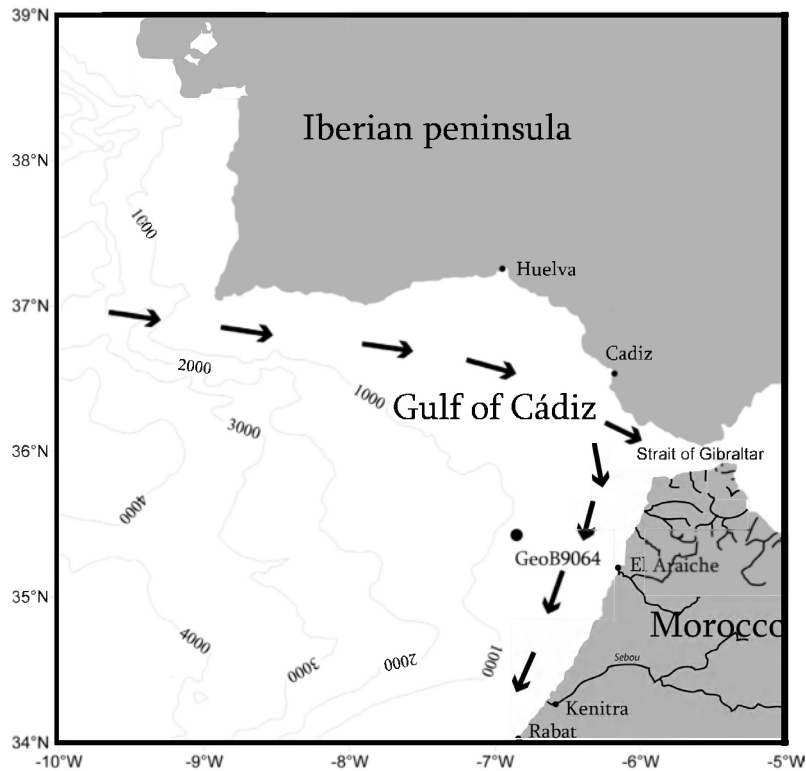 39°N
Iberian peninsula
38°N
1000
Huelva
37°N
Cadiz
2000
1000
Gulf of Cádiz
3000
36°N
Strait of Gibraltar
4000
GeoB9064
El Araiche
35°N
Morocco
4000
3000
2000
1000
Sebou
Kenitra
Rabat
34°N
-10°W
-9°W
-8°W
-7°W
-6°W
-5°W